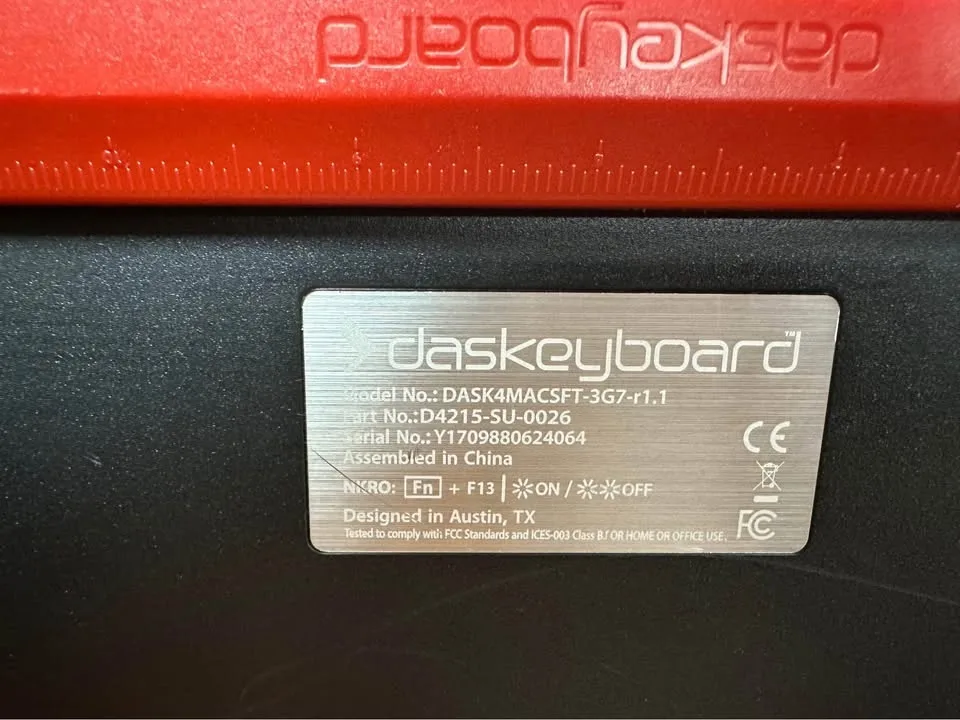 daskeyboard
daskeyboard™
Model No.: DASK4MACSFT-3G7-r1.1
Part No.:D4215-SU-0026
Serial No.:Y1709880624064
Assembled in China
NKRO: Fn + F13 | ON / OFF
Designed in Austin, TX
Tested to comply with FCC Standards and ICES-003 Class B.FOR HOME OR OFFICE USE.
CE
FC